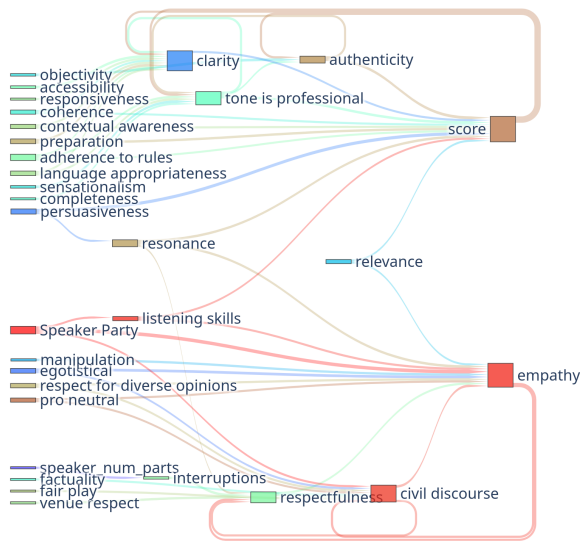 clarity
authenticity
objectivity
accessibility
responsiveness
tone is professional
coherence
contextual awareness
score
preparation
adherence to rules
language appropriateness
sensationalism
completeness
persuasiveness
resonance
relevance
listening skills
Speaker Party
manipulation
egotistical
empathy
respect for diverse opinions
pro neutral
speaker_num_parts
factuality
interruptions
fair play
respectfulness
civil discourse
venue respect